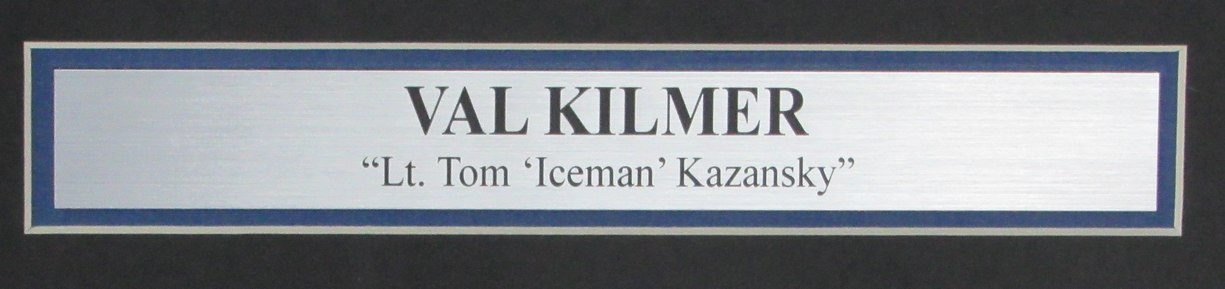 VAL KILMER
“Lt. Tom ‘Iceman’ Kazansky”